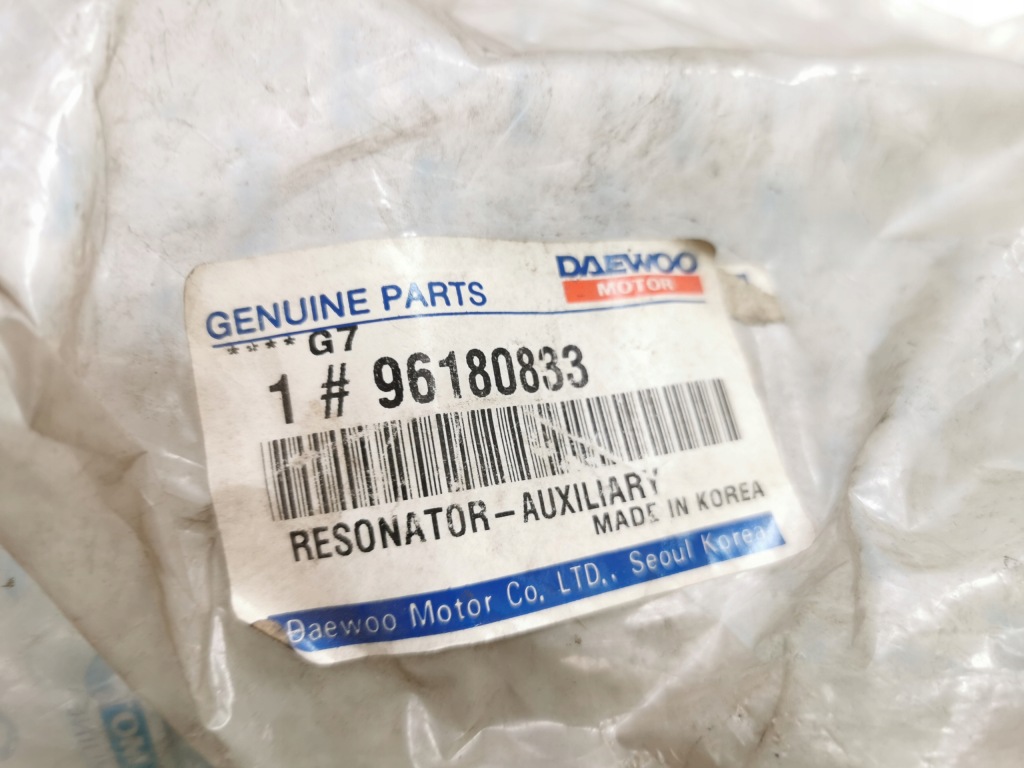 DAEWOO
MOTOR
GENUINE PARTS
**** G7
1 # 96180833
RESONATOR-AUXILIARY
MADE IN KOREA
Daewoo Motor Co, LTD., Seoul Korea